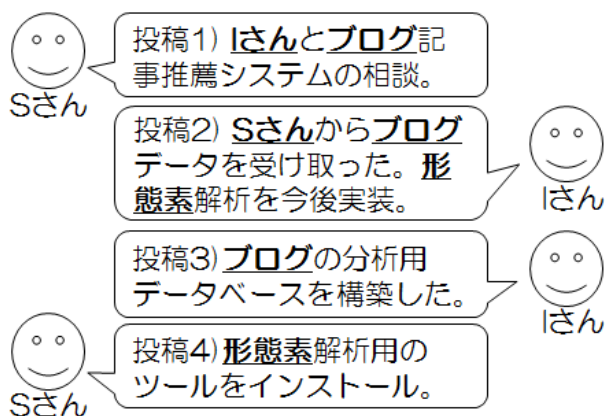 投稿1) Iさんとブログ記
事推薦システムの相談。
Sさん
投稿2) Sさんからブログ
データを受け取った。形
態素解析を今後実装。
Iさん
投稿3)ブログの分析用
データベースを構築した。
Iさん
投稿4)形態素解析用の
ツールをインストール。
Sさん